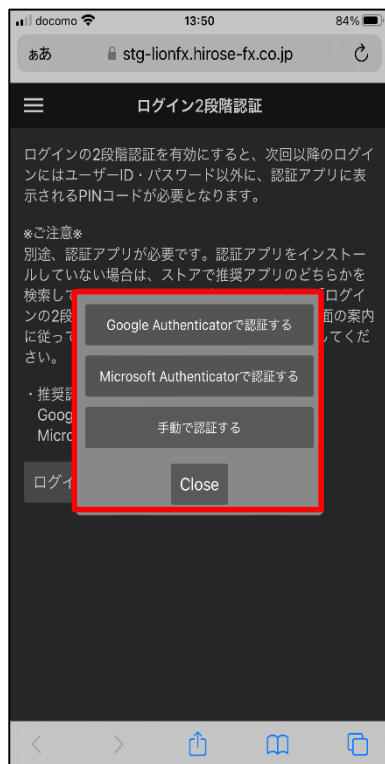 docomo 13:50 84%
ぁあ stg-lionfx.hirose-fx.co.jp
ログイン2段階認証
ログインの2段階認証を有効にすると、次回以降のログイ
ンにはユーザーID・パスワード以外に、認証アプリに表
示されるPINコードが必要となります。
※ご注意※
別途、認証アプリが必要です。認証アプリをインストー
ルしていない場合は、ストアで推奨アプリのどちらかを
検索して ログイ
ンの2段 面の案内
に従って してくだ
さい。
・推奨認
Goog
Micro
ログイ
Google Authenticatorで認証する
Microsoft Authenticatorで認証する
手動で認証する
Close